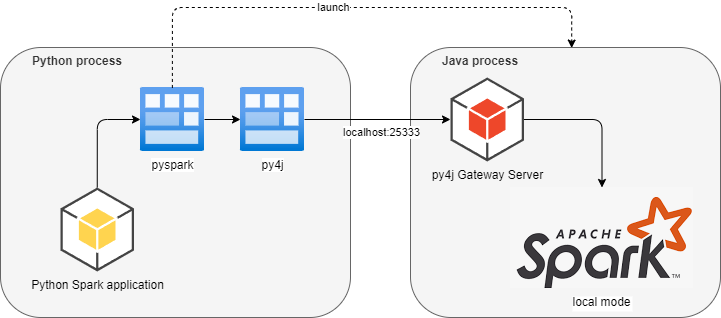 launch
Python process
Java process
localhost:25333
pyspark
py4j
py4j Gateway Server
APACHE
Spark™
Python Spark application
local mode